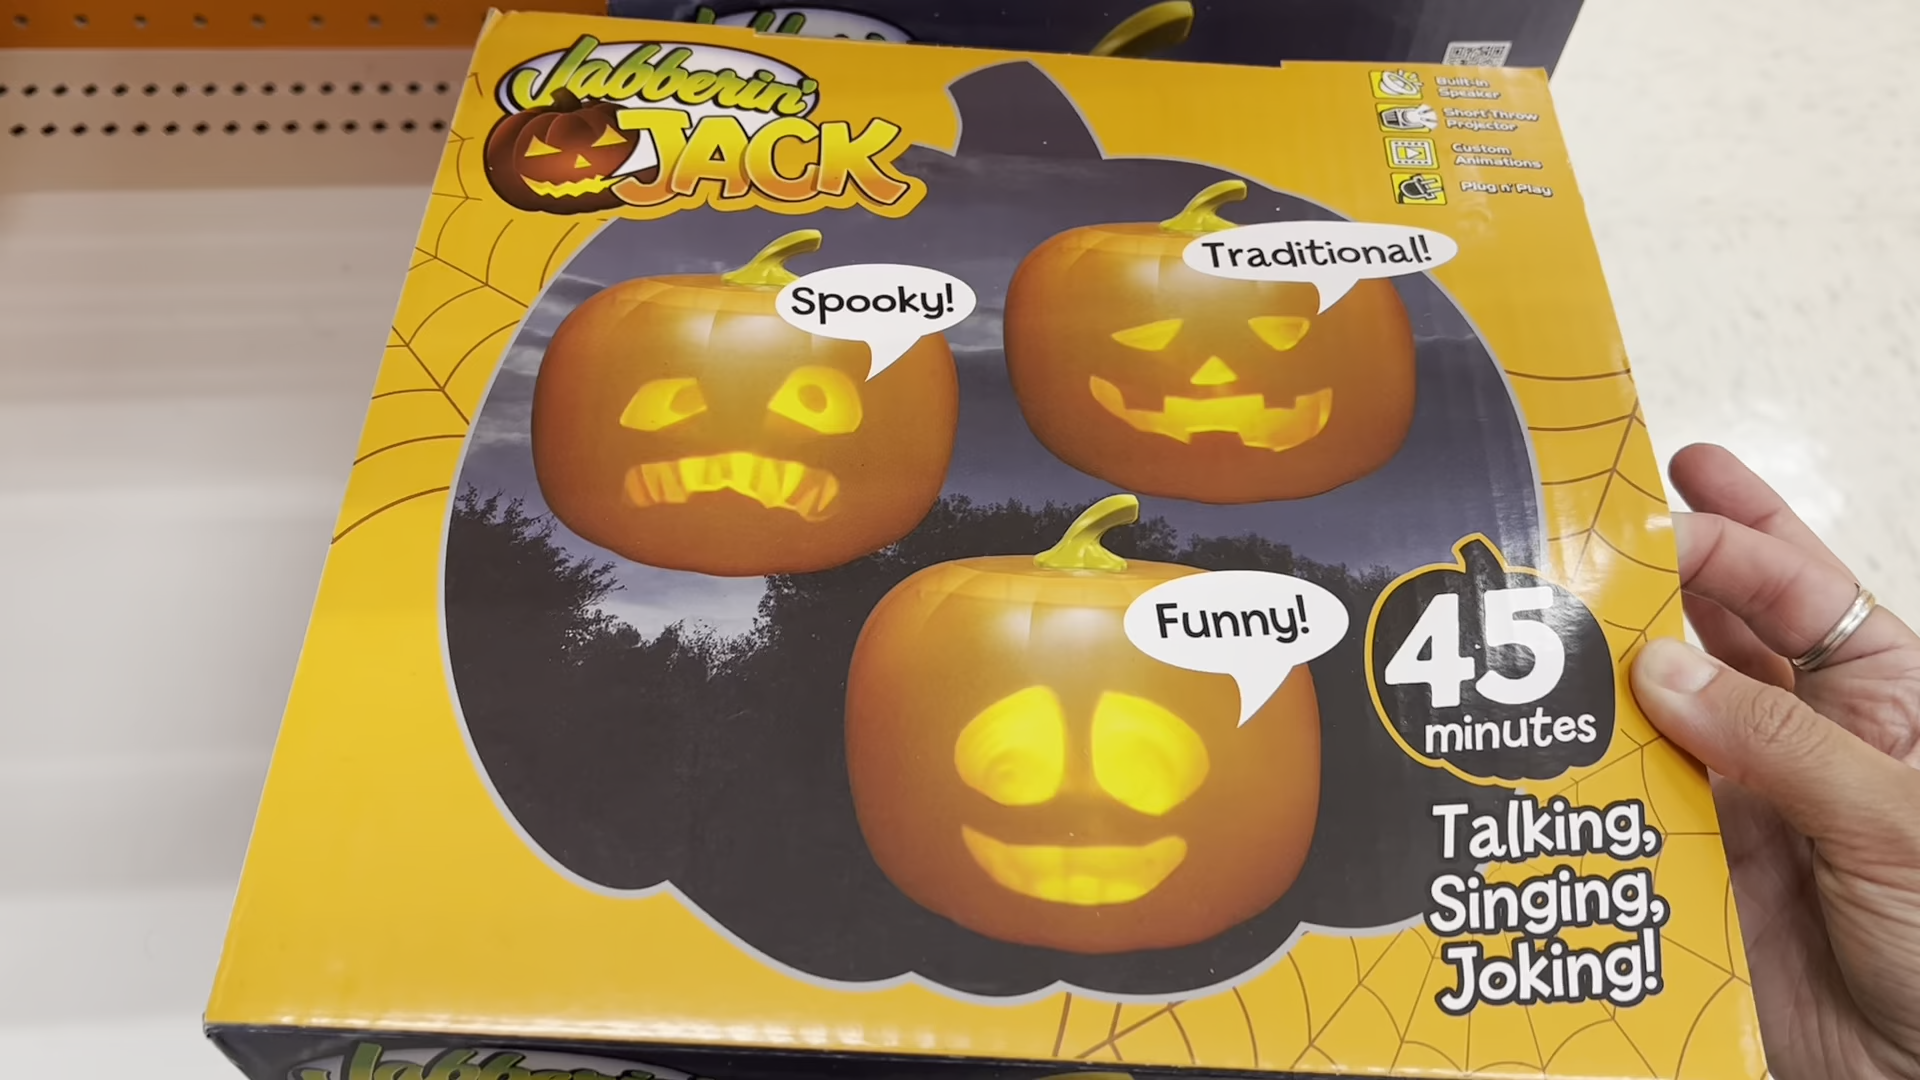 Jabberin'
JACK
Built-in
Speaker
Short Throw
Projector
Custom
Animations
Plug n' Play
Spooky!
Traditional!
Funny!
45
minutes
Talking,
Singing,
Joking!
Jabberin'